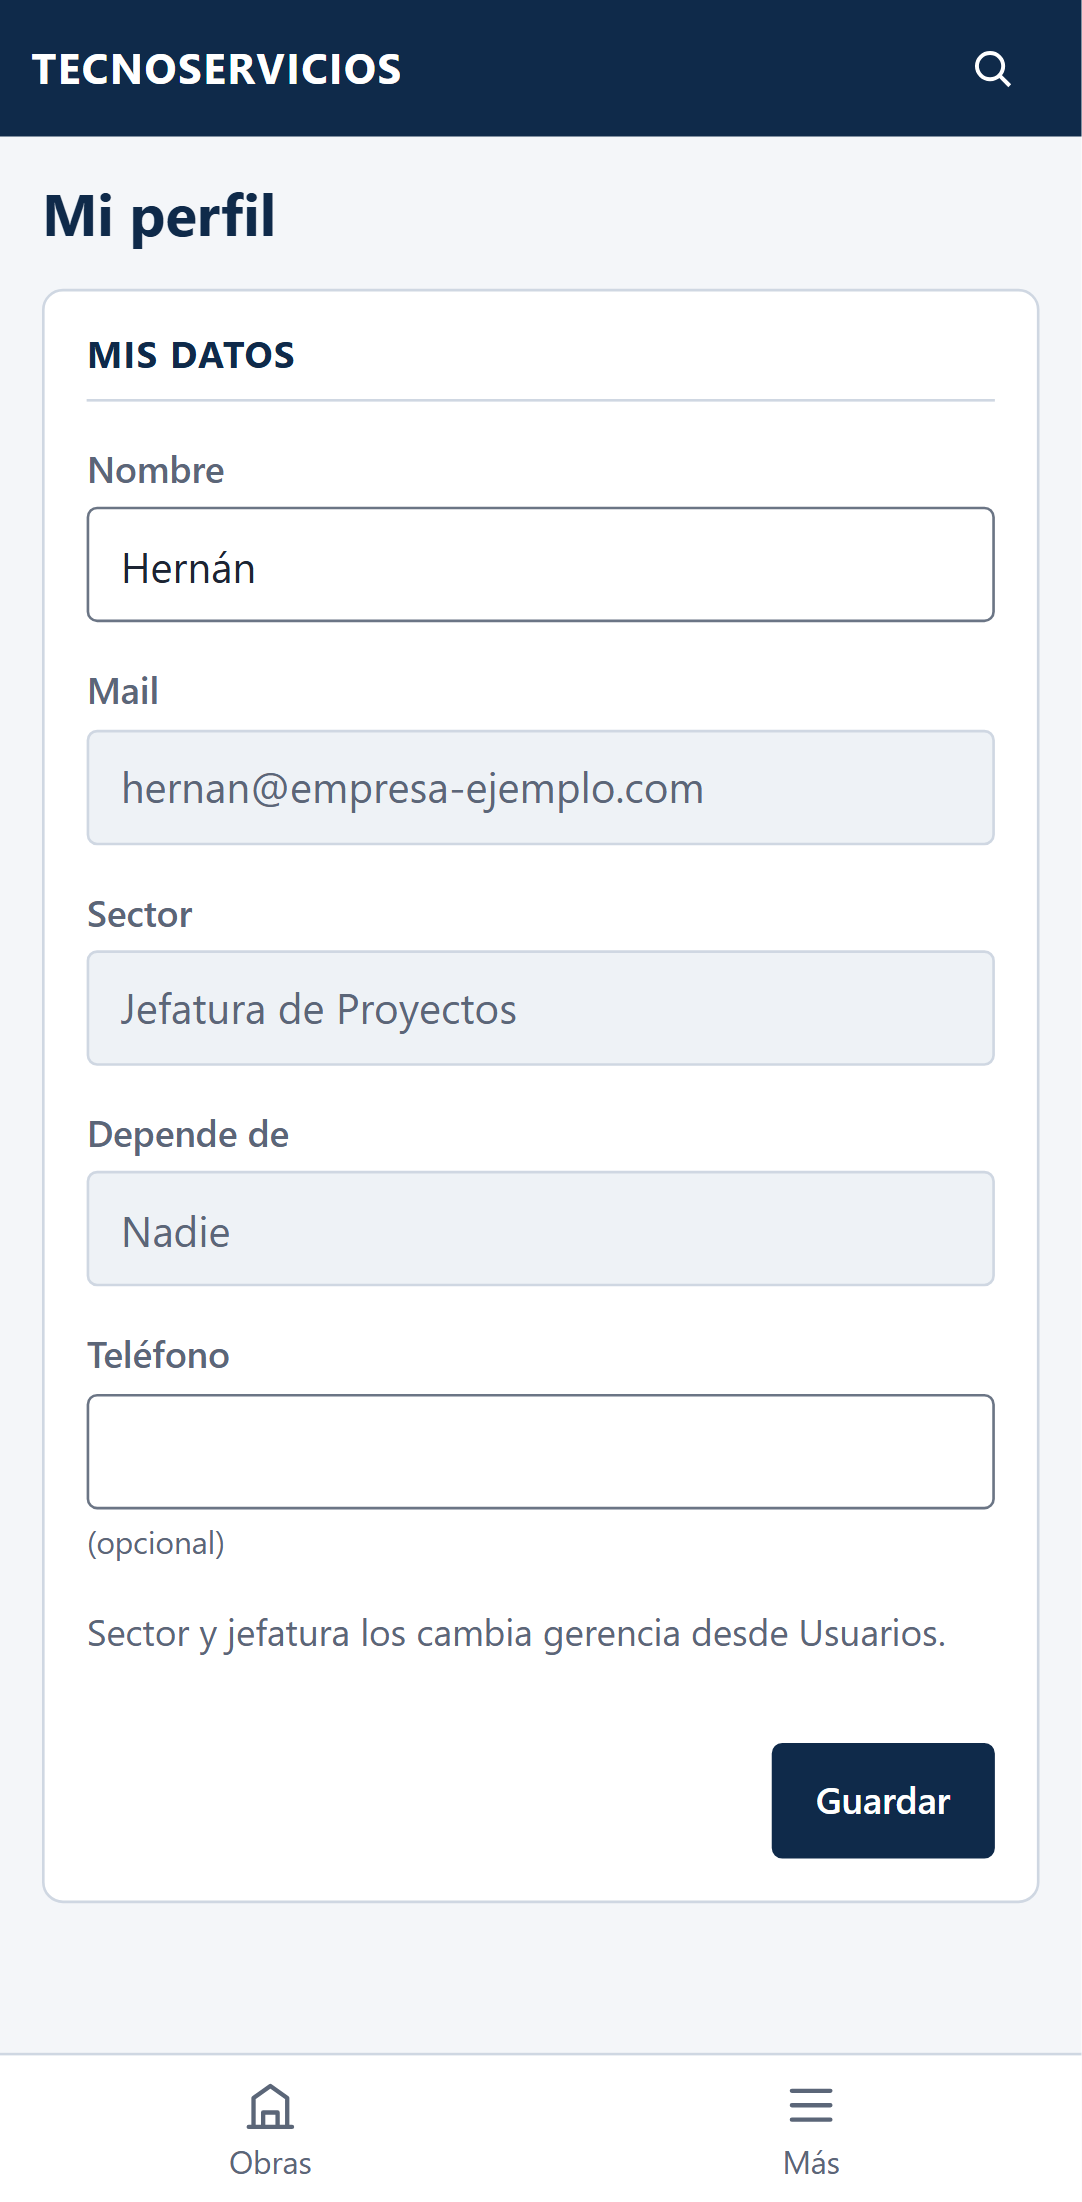 TECNOSERVICIOS
Mi perfil
MIS DATOS
Nombre
Hernán
Mail
hernan@empresa-ejemplo.com
Sector
Jefatura de Proyectos
Depende de
Nadie
Teléfono
(opcional)
Sector y jefatura los cambia gerencia desde Usuarios.
Guardar
Obras
Más